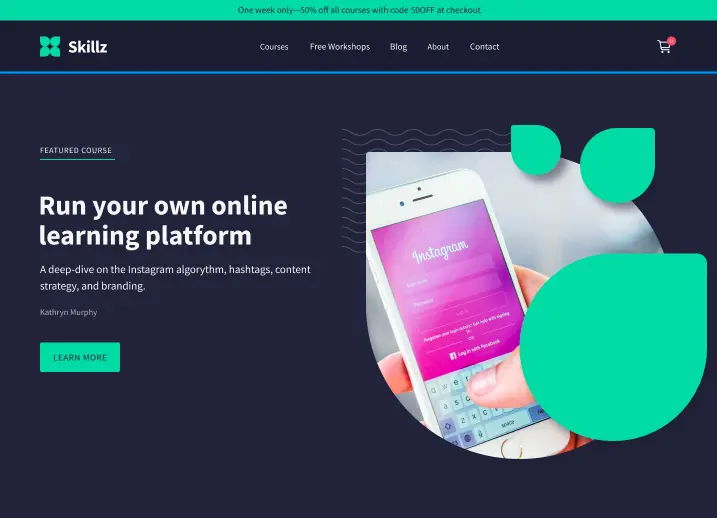 One week only—50% off all courses with code 50OFF at checkout
Skillz
Courses Free Workshops Blog About Contact
FEATURED COURSE
Run your own online
learning platform
A deep-dive on the Instagram algorythm, hashtags, content
strategy, and branding.
Kathryn Murphy
LEARN MORE
Instagram
Password
Log in with Facebook
space